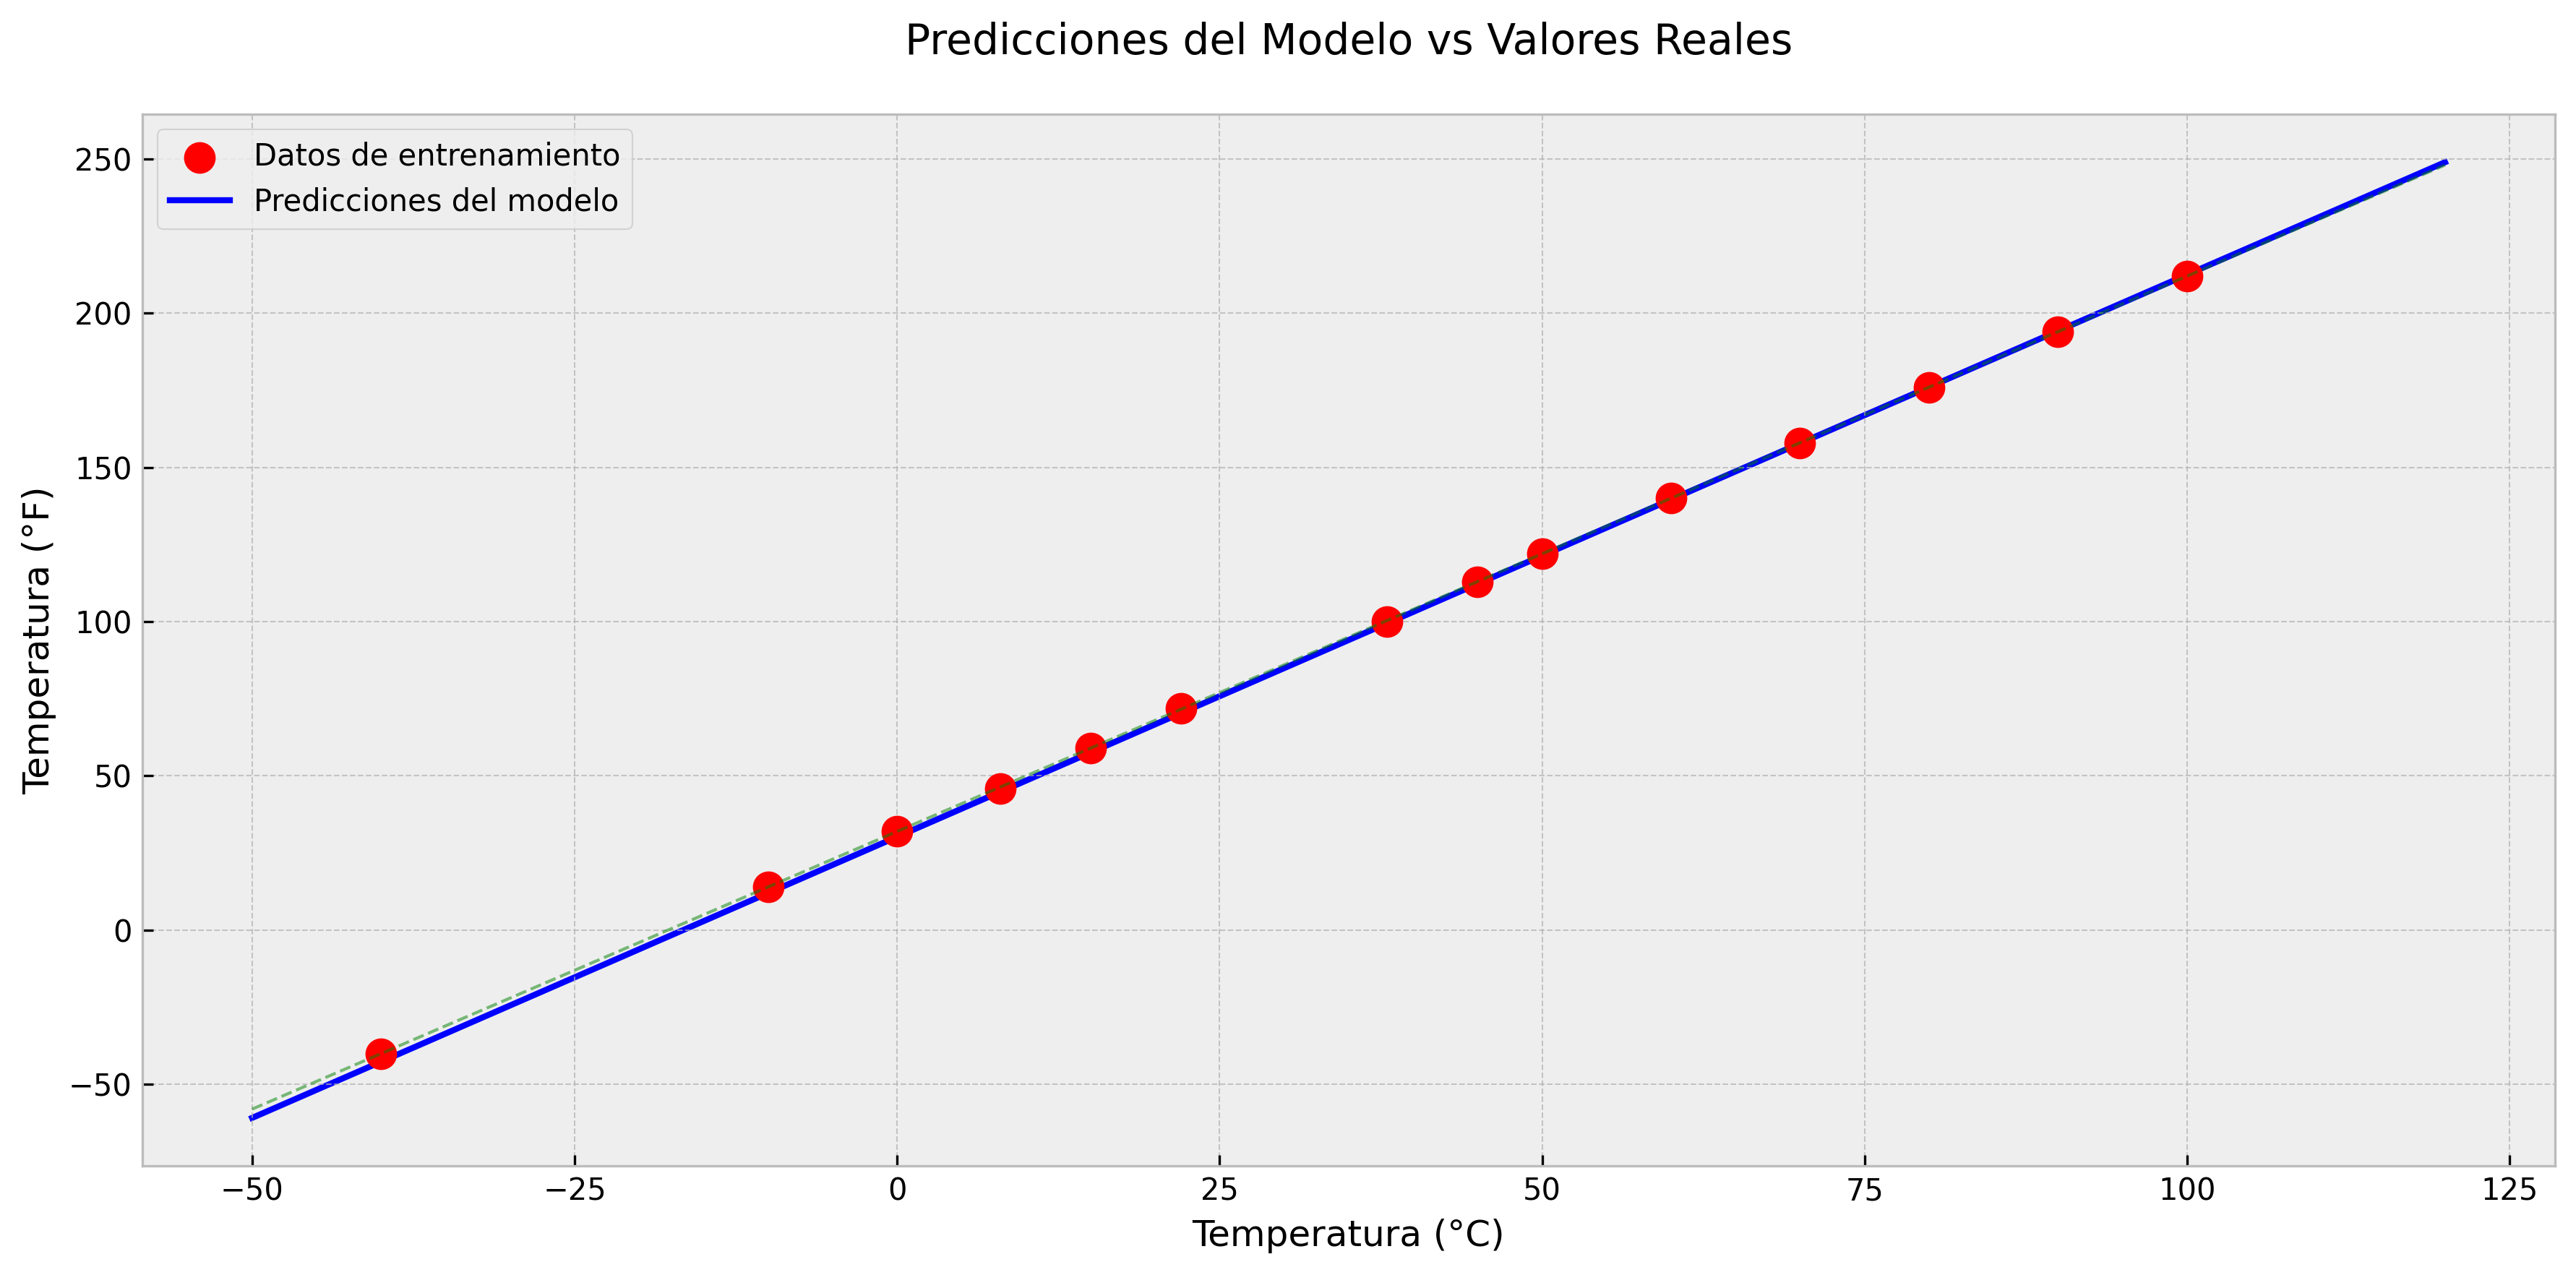 Predicciones del Modelo vs Valores Reales
Datos de entrenamiento
Predicciones del modelo
Temperatura (°F)
250
200
150
100
50
0
−50
−50 −25 0 25 50 75 100 125
Temperatura (°C)